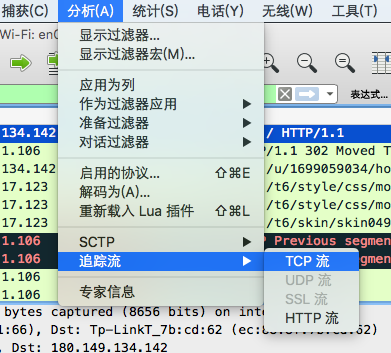 捕获(C) 分析(A) 统计(S) 电话(Y) 无线(W) 工具(T)
Wi-Fi: en
显示过滤器...
显示过滤器宏(M)...
应用为列
表达式…
作为过滤器应用
准备过滤器
对话过滤器
134.142 / HTTP/1.1
1.106 /1.1 302 Moved T
134.142 /u/1699059034/ho
启用的协议... ⇧⌘E
17.123 /t6/style/css/mo
解码为(A)...
17.123 /t6/style/css/mo
重新载入 Lua 插件 ⇧⌘L
17.123 /t6/skin/skin049
SCTP
1.106 Previous segmen
追踪流
TCP 流
1.106
UDP 流
1.106
SSL 流
专家信息
1.106
HTTP 流
bytes captured (8656 bits) on int
1:66), Dst: Tp-LinkT_7b:cd:62 (ec:
, Dst: 180.149.134.142